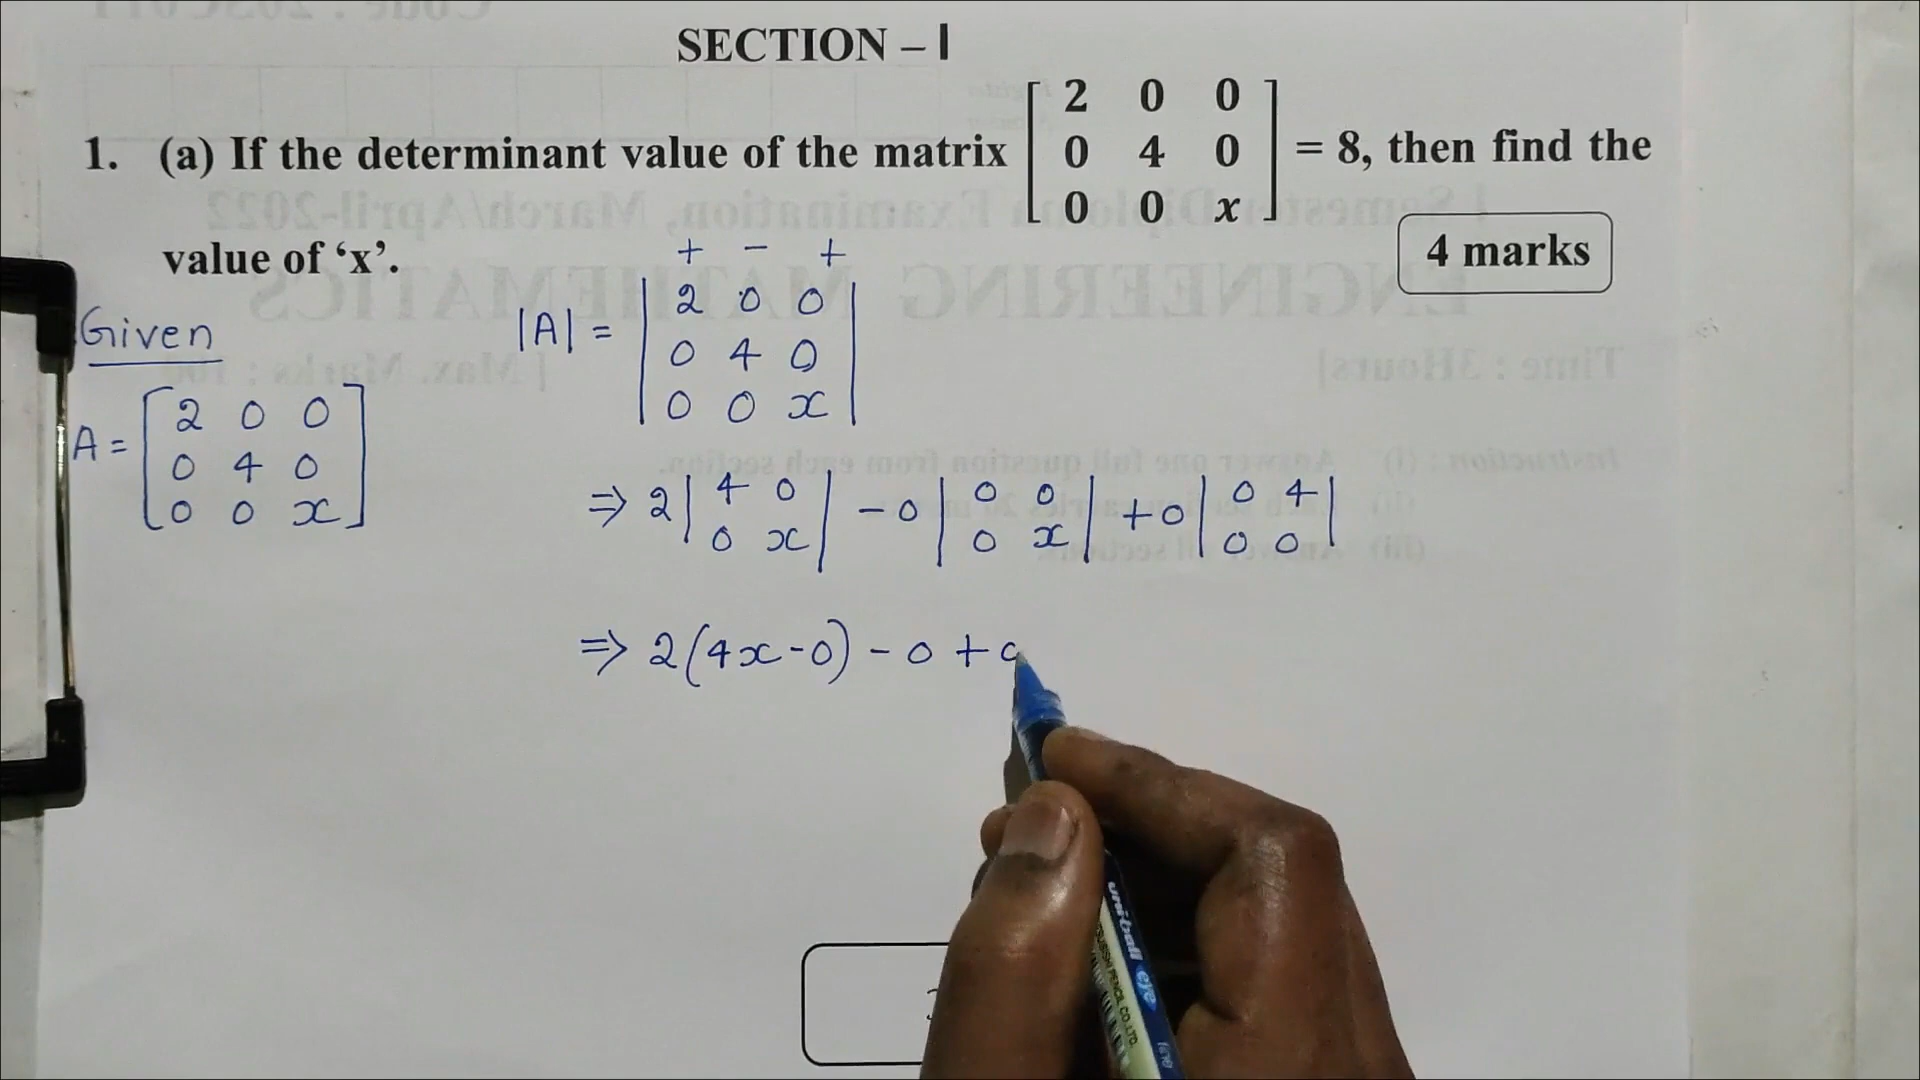 SECTION – I
1. (a) If the determinant value of the matrix [ 2 0 0 ; 0 4 0 ; 0 0 x ] = 8, then find the
value of ‘x’.
4 marks
Given
A = [ 2 0 0 ; 0 4 0 ; 0 0 x ]
+ − +
|A| = | 2 0 0 ; 0 4 0 ; 0 0 x |
⇒ 2 | 4 0 ; 0 x | − 0 | 0 0 ; 0 x | + 0 | 0 4 ; 0 0 |
⇒ 2(4x - 0) - 0 +
uni-ball eye